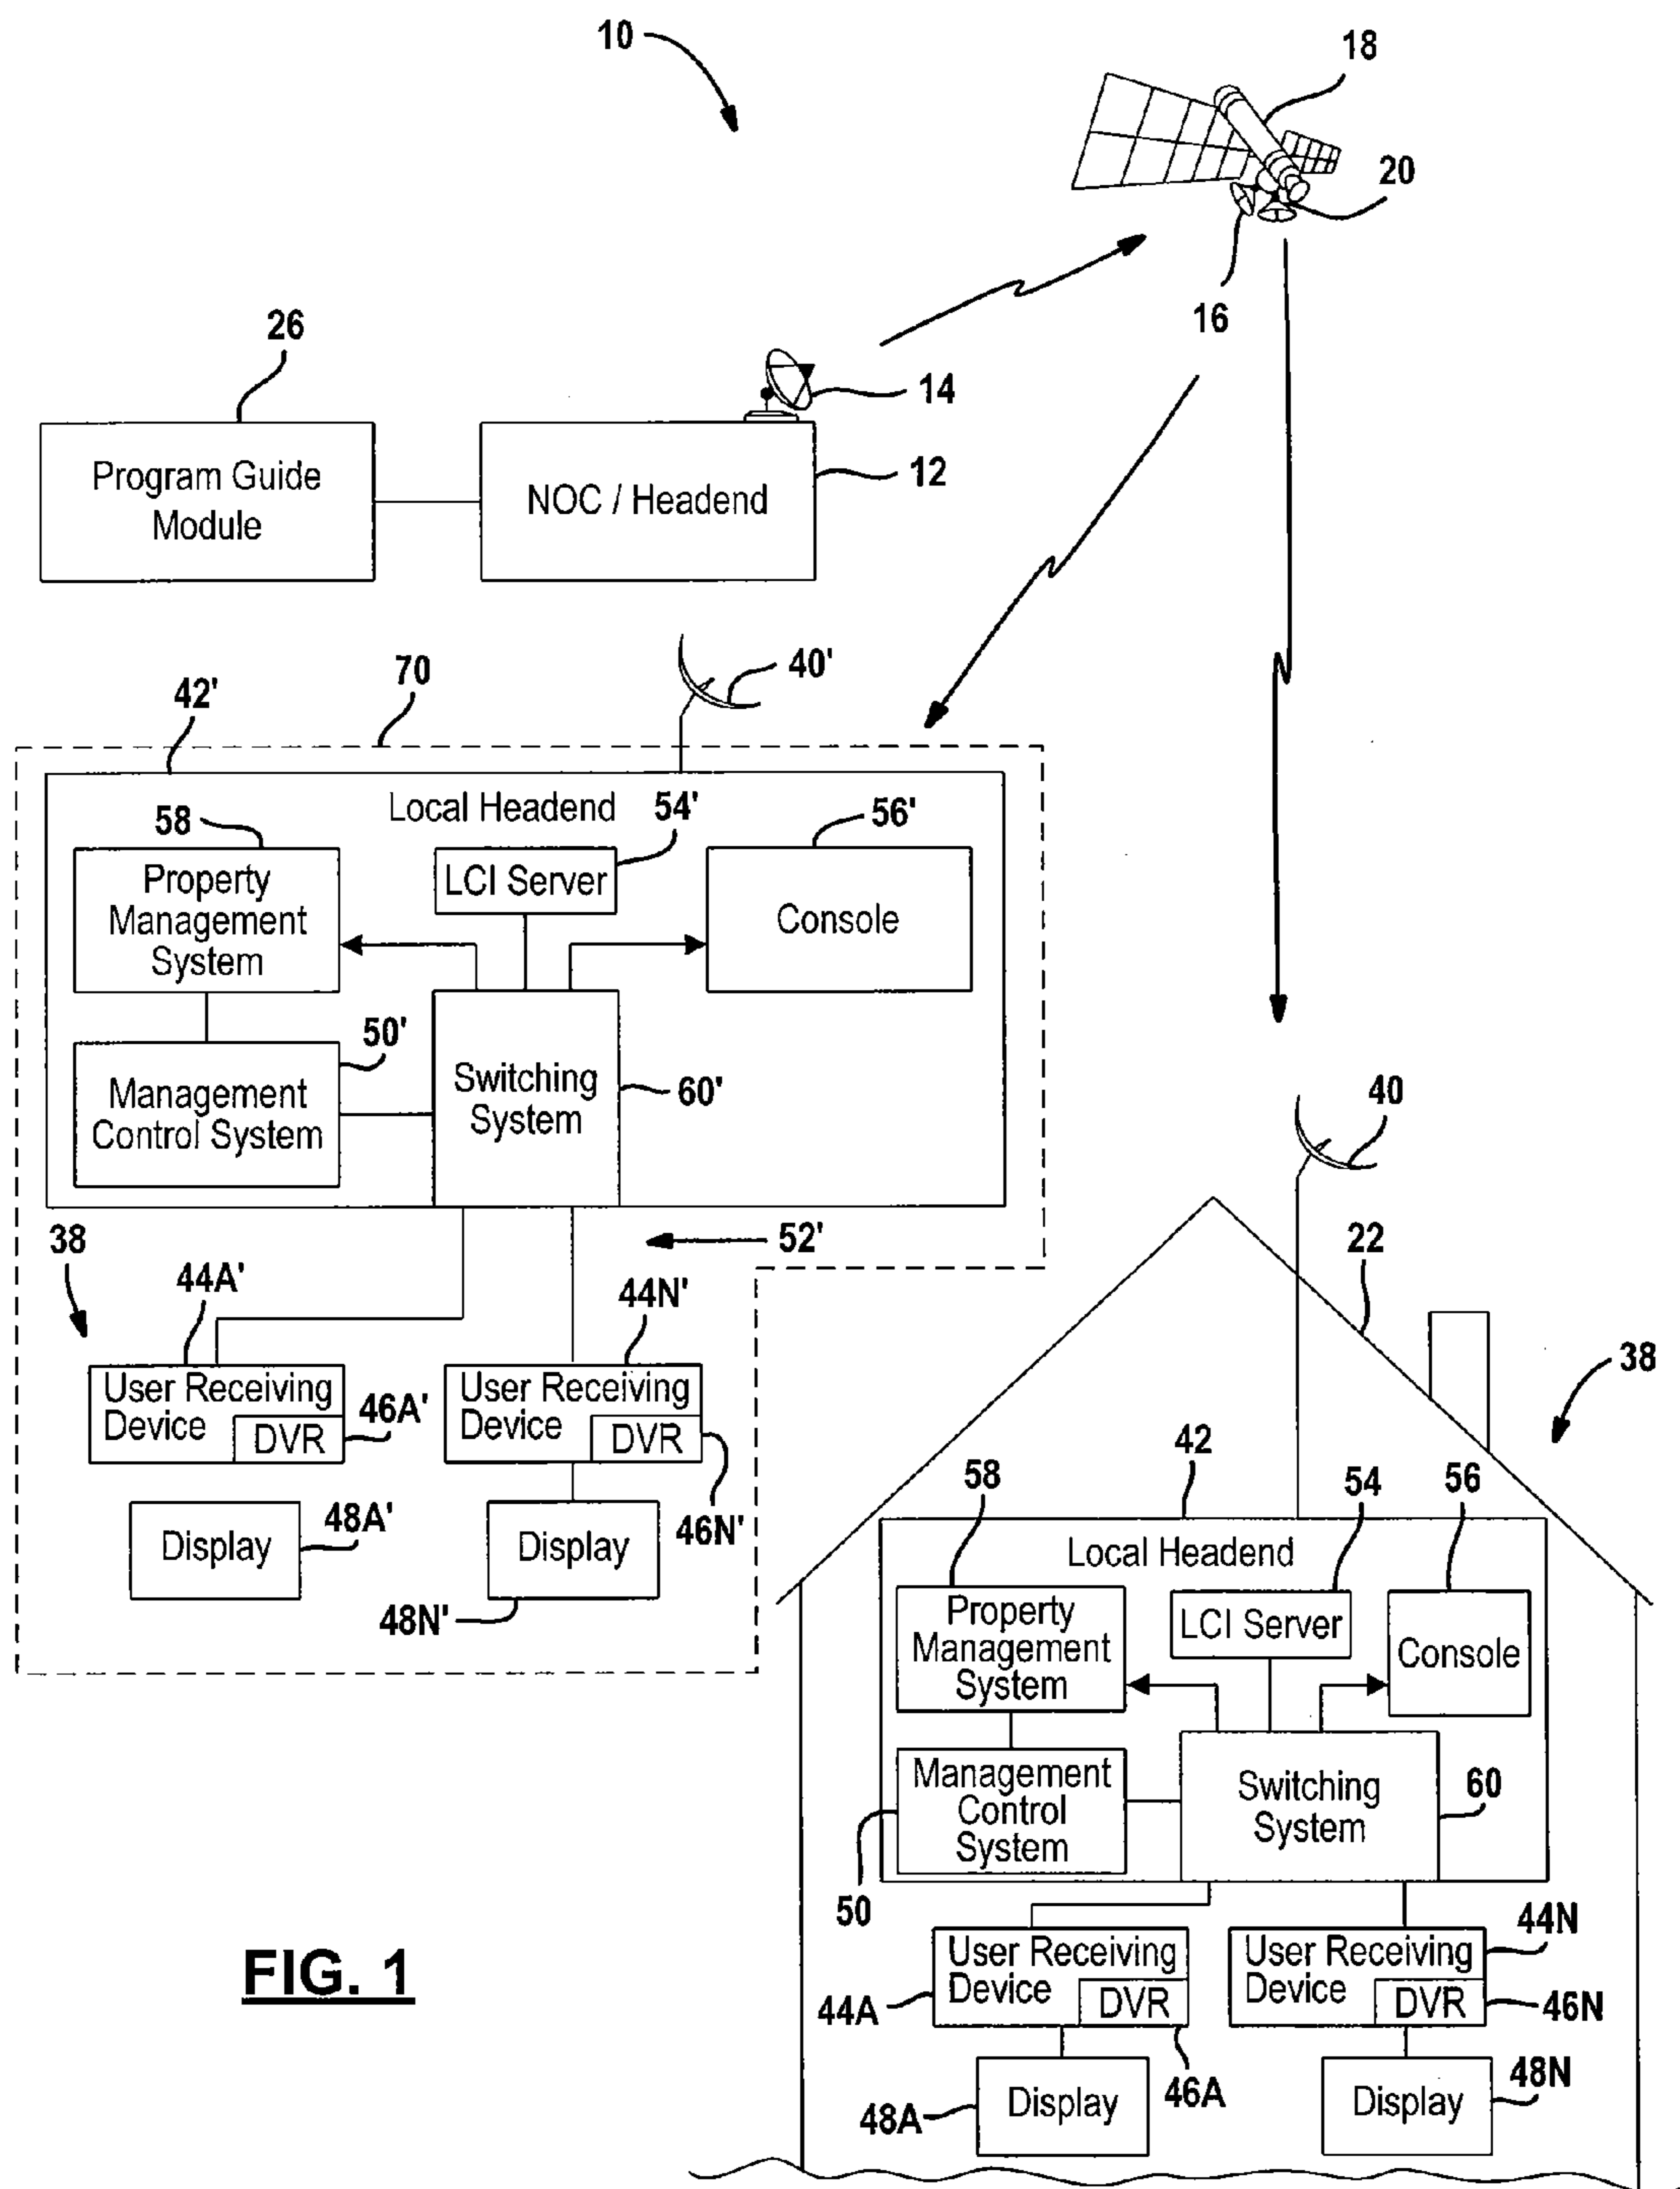 10
18
20
16
26
14
Program Guide
Module
NOC / Headend
12
70
40'
42'
Local Headend
58
54'
56'
Property
Management
System
LCI Server
Console
50'
Management
Control System
Switching
System
60'
40
38
52'
22
44A'
44N'
User Receiving
Device
DVR
46A'
User Receiving
Device
DVR
46N'
38
Display
48A'
Display
48N'
42
58
54
56
Local Headend
Property
Management
System
LCI Server
Console
Management
Control
System
Switching
System
60
50
44N
User Receiving
Device
DVR
44A
User Receiving
Device
DVR
46N
46A
Display
48A
Display
48N
FIG. 1